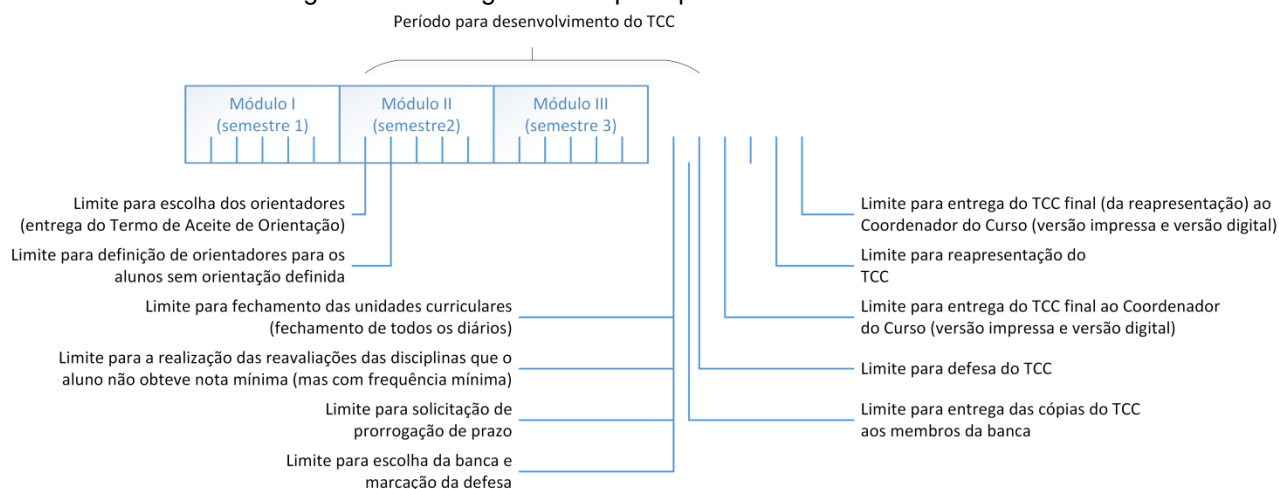 Período para desenvolvimento do TCC
Módulo I
(semestre 1)
Módulo II
(semestre2)
Módulo III
(semestre 3)
Limite para escolha dos orientadores
(entrega do Termo de Aceite de Orientação)
Limite para definição de orientadores para os
alunos sem orientação definida
Limite para fechamento das unidades curriculares
(fechamento de todos os diários)
Limite para a realização das reavaliações das disciplinas que o
aluno não obteve nota mínima (mas com frequência mínima)
Limite para solicitação de
prorrogação de prazo
Limite para escolha da banca e
marcação da defesa
Limite para entrega do TCC final (da reapresentação) ao
Coordenador do Curso (versão impressa e versão digital)
Limite para reapresentação do
TCC
Limite para entrega do TCC final ao Coordenador
do Curso (versão impressa e versão digital)
Limite para defesa do TCC
Limite para entrega das cópias do TCC
aos membros da banca